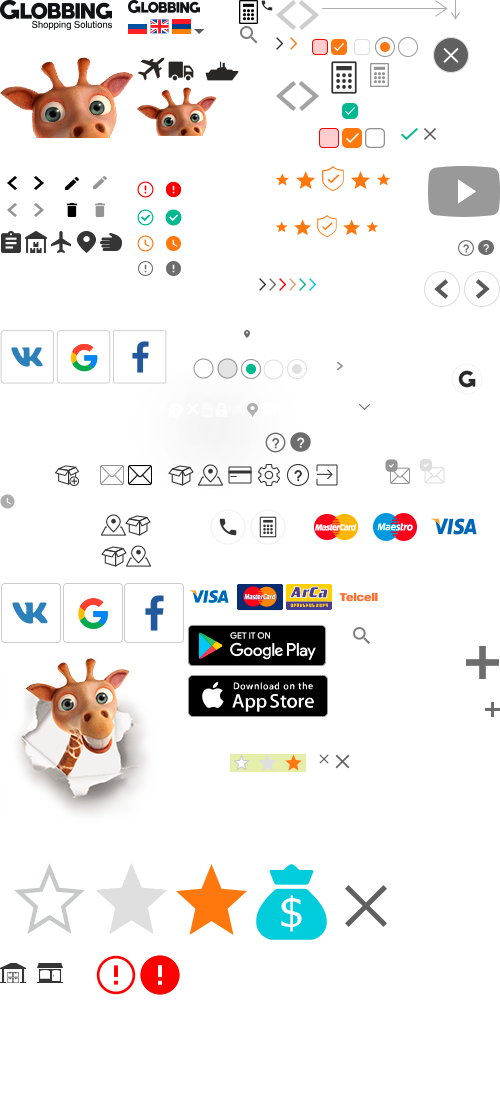 GLOBBING
Shopping Solutions
GLOBBING
MasterCard
Maestro
VISA
VISA
MasterCard
ArCa
Telcell
GET IT ON
Google Play
Download on the
App Store